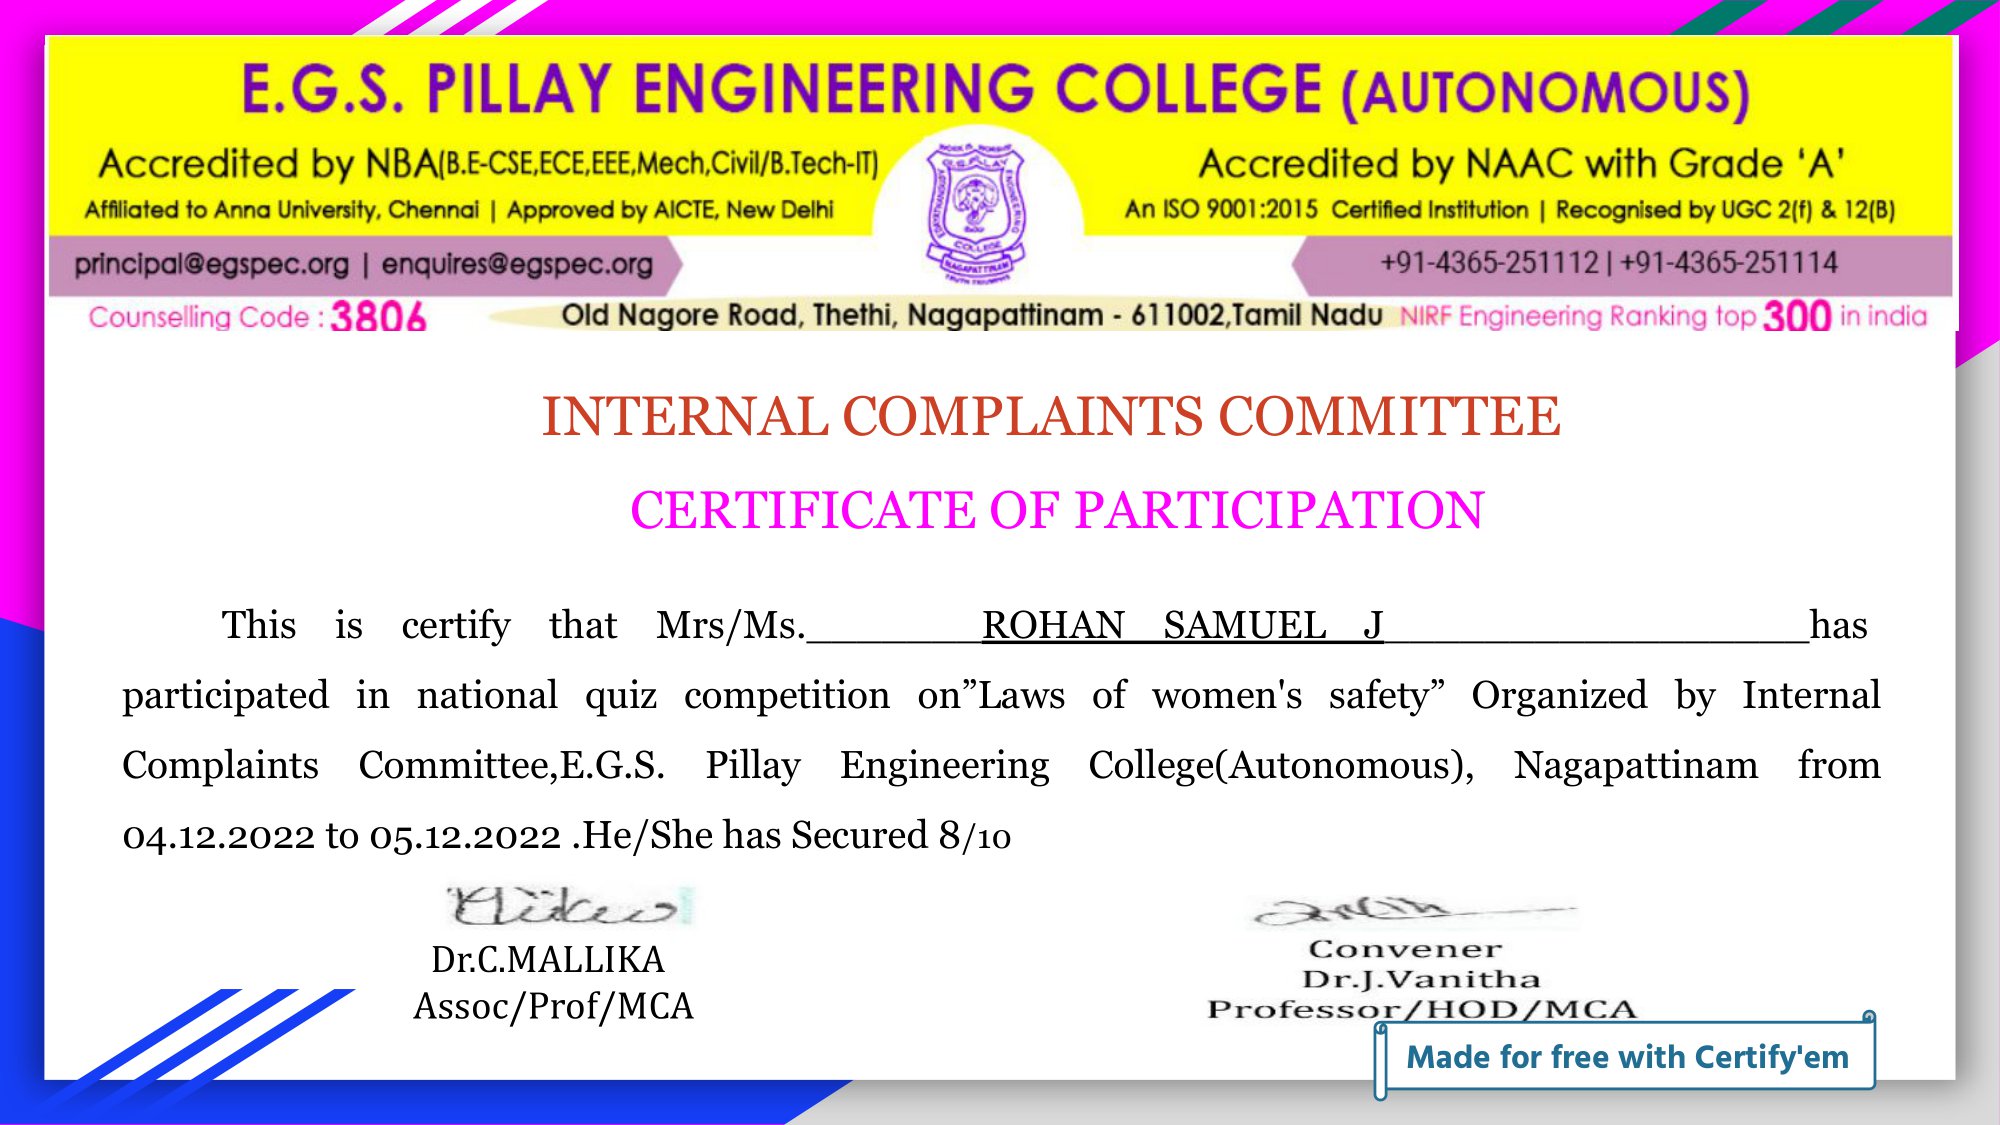 E.G.S. PILLAY ENGINEERING COLLEGE (AUTONOMOUS)
Accredited by NBA(B.E-CSE,ECE,EEE,Mech,Civil/B.Tech-IT)
Accredited by NAAC with Grade ‘A’
Affiliated to Anna University, Chennai | Approved by AICTE, New Delhi
An ISO 9001:2015 Certified Institution | Recognised by UGC 2(f) & 12(B)
E.G.S. PILLAY
ENGINEERING
COLLEGE
NAGAPATTINAM
principal@egspec.org | enquires@egspec.org
+91-4365-251112 | +91-4365-251114
Counselling Code : 3806
Old Nagore Road, Thethi, Nagapattinam - 611002,Tamil Nadu
NIRF Engineering Ranking top 300 in india
INTERNAL COMPLAINTS COMMITTEE
CERTIFICATE OF PARTICIPATION
This is certify that Mrs/Ms._______ROHAN SAMUEL J_________________has
participated in national quiz competition on”Laws of women's safety” Organized by Internal
Complaints Committee,E.G.S. Pillay Engineering College(Autonomous), Nagapattinam from
04.12.2022 to 05.12.2022 .He/She has Secured 8/10
Dr.C.MALLIKA
Assoc/Prof/MCA
Convener
Dr.J.Vanitha
Professor/HOD/MCA
Made for free with Certify'em